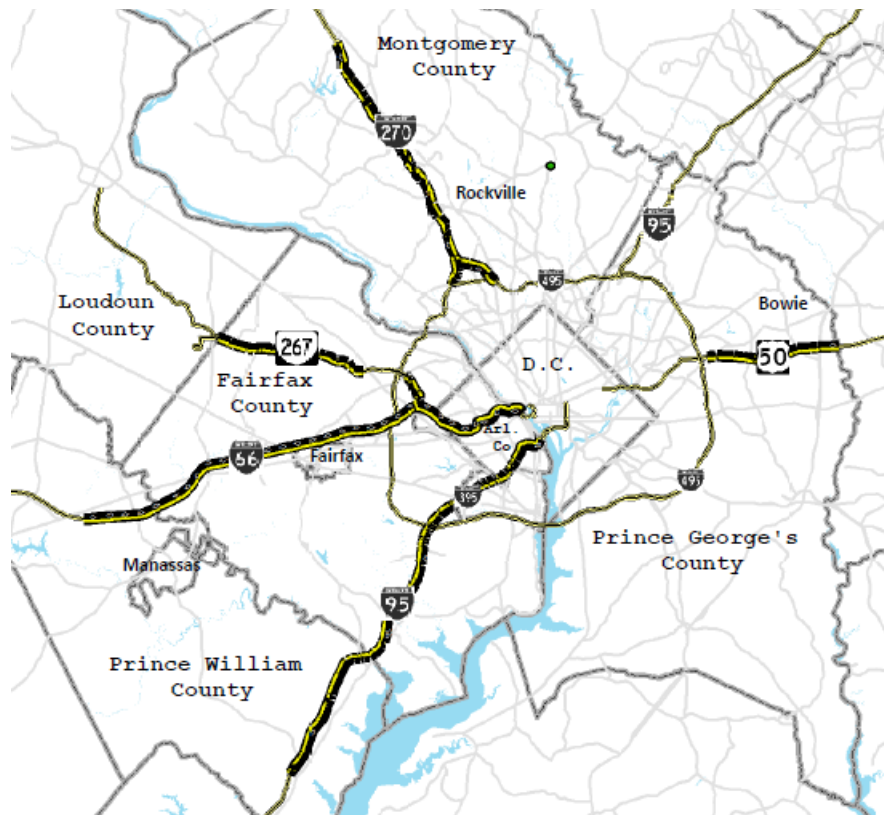 Montgomery
County
270
Rockville
95
495
Loudoun
County
Bowie
267
50
D.C.
Fairfax
County
Arl.
Co
66
Fairfax
395
495
Prince George's
County
Manassas
95
Prince William
County